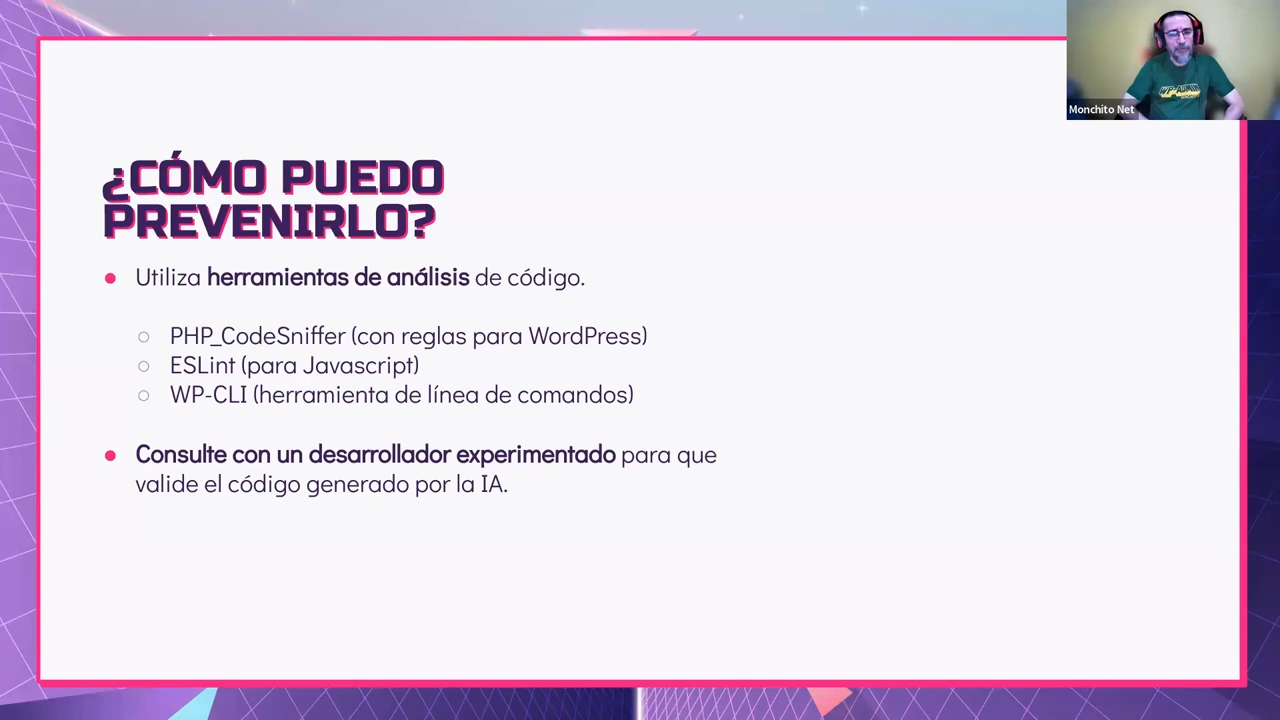 Monchito Net
¿CÓMO PUEDO
PREVENIRLO?
● Utiliza herramientas de análisis de código.
○ PHP_CodeSniffer (con reglas para WordPress)
○ ESLint (para Javascript)
○ WP-CLI (herramienta de línea de comandos)
● Consulte con un desarrollador experimentado para que
valide el código generado por la IA.